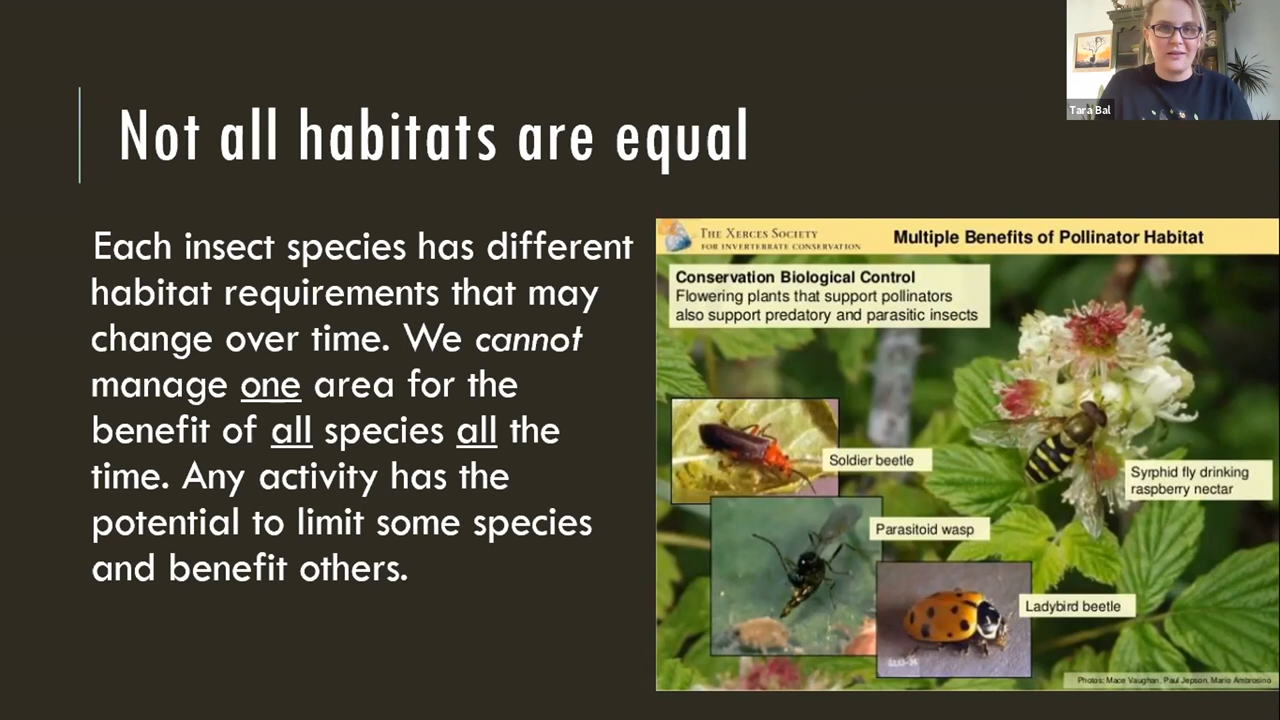 Tara Bal
Not all habitats are equal
Each insect species has different
habitat requirements that may
change over time. We cannot
manage one area for the
benefit of all species all the
time. Any activity has the
potential to limit some species
and benefit others.
THE XERCES SOCIETY
FOR INVERTEBRATE CONSERVATION
Multiple Benefits of Pollinator Habitat
Conservation Biological Control
Flowering plants that support pollinators
also support predatory and parasitic insects
Soldier beetle
Syrphid fly drinking
raspberry nectar
Parasitoid wasp
Ladybird beetle
Photos: Mace Vaughan, Paul Jepson, Mario Ambrosino